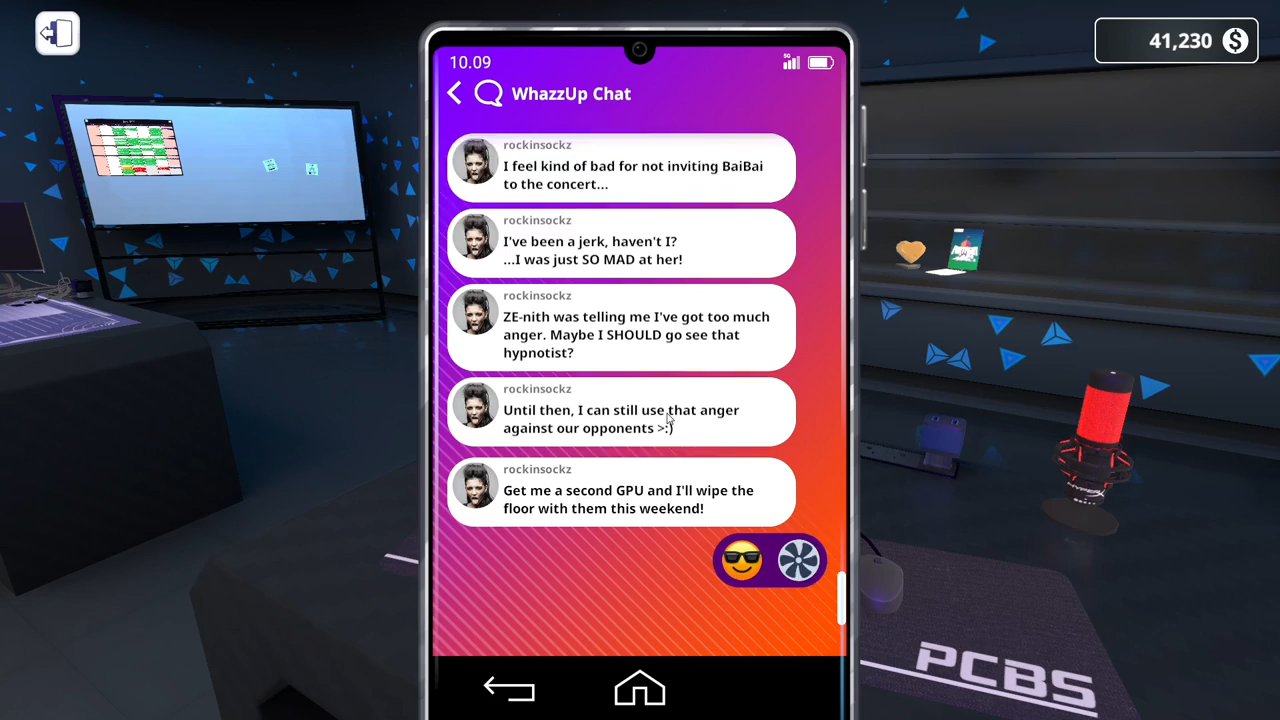 41,230
10.09
5G
WhazzUp Chat
rockinsockz
I feel kind of bad for not inviting BaiBai
to the concert...
rockinsockz
I've been a jerk, haven't I?
...I was just SO MAD at her!
rockinsockz
ZE-nith was telling me I've got too much
anger. Maybe I SHOULD go see that
hypnotist?
rockinsockz
Until then, I can still use that anger
against our opponents >:)
rockinsockz
Get me a second GPU and I'll wipe the
floor with them this weekend!
HYPERX
PCBS